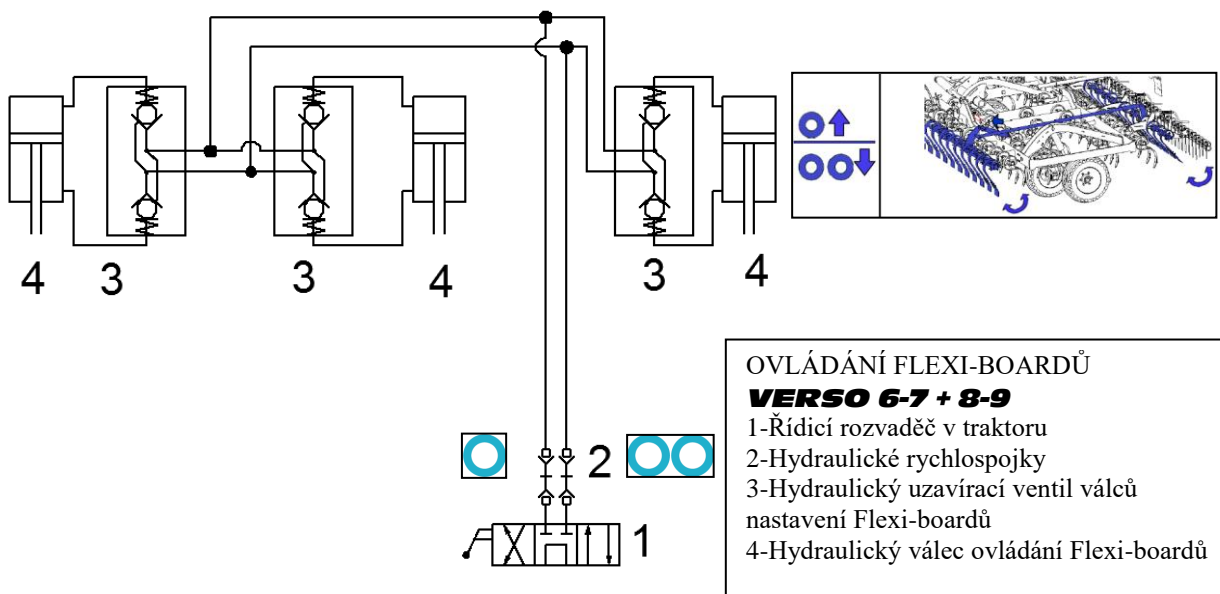 4
3
3
4
3
4
2
1
OVLÁDÁNÍ FLEXI-BOARDŮ
VERSO 6-7 + 8-9
1-Řídicí rozvaděč v traktoru
2-Hydraulické rychlospojky
3-Hydraulický uzavírací ventil válců
nastavení Flexi-boardů
4-Hydraulický válec ovládání Flexi-boardů